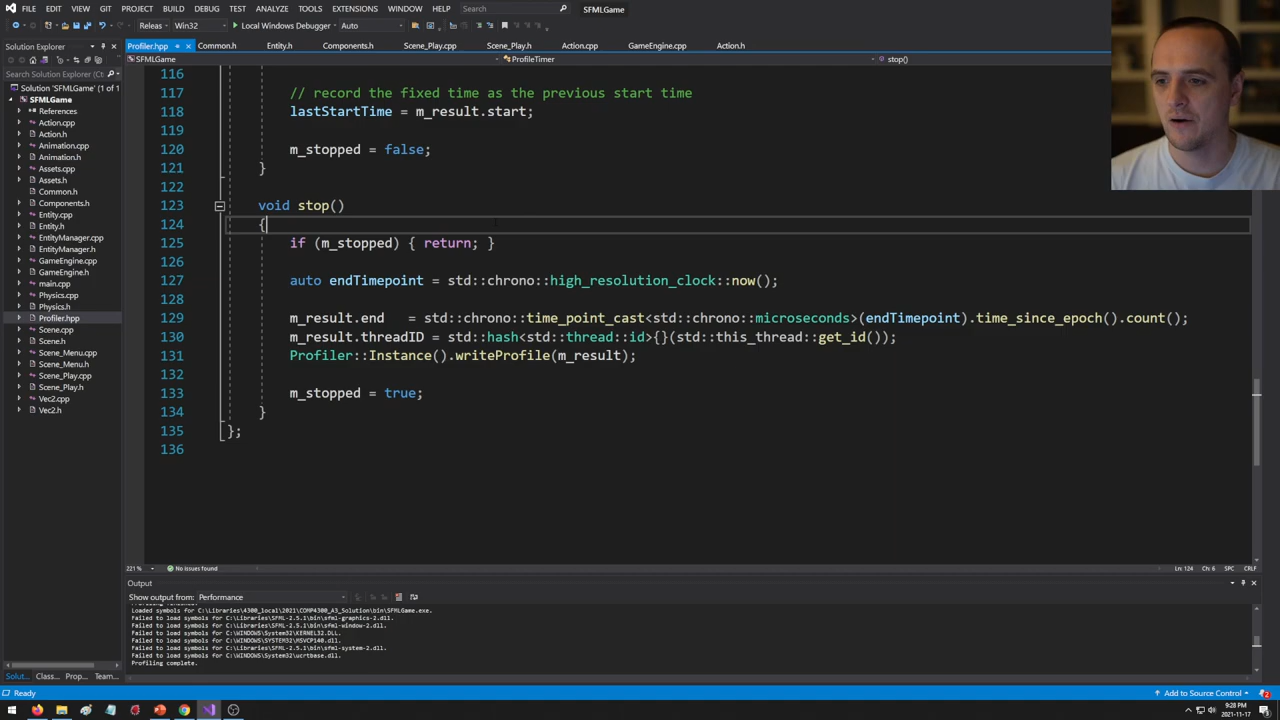 FILE EDIT VIEW GIT PROJECT BUILD DEBUG TEST ANALYZE TOOLS EXTENSIONS WINDOW HELP Search SFMLGame
Releas Win32 Local Windows Debugger Auto
Solution Explorer
Search Solution Explorer (
Solution 'SFMLGame' (1 of 1
SFMLGame
References
Action.cpp
Action.h
Animation.cpp
Animation.h
Assets.cpp
Assets.h
Common.h
Components.h
Entity.cpp
Entity.h
EntityManager.cpp
EntityManager.h
GameEngine.cpp
GameEngine.h
main.cpp
Physics.cpp
Physics.h
Profiler.hpp
Scene.cpp
Scene.h
Scene_Menu.cpp
Scene_Menu.h
Scene_Play.cpp
Scene_Play.h
Vec2.cpp
Vec2.h
Solut... Class... Prop... Team...
Profiler.hpp Common.h Entity.h Components.h Scene_Play.cpp Scene_Play.h Action.cpp GameEngine.cpp Action.h
SFMLGame ProfileTimer stop()
116
117 // record the fixed time as the previous start time
118 lastStartTime = m_result.start;
119
120 m_stopped = false;
121 }
122
123 void stop()
124 {
125 if (m_stopped) { return; }
126
127 auto endTimepoint = std::chrono::high_resolution_clock::now();
128
129 m_result.end = std::chrono::time_point_cast<std::chrono::microseconds>(endTimepoint).time_since_epoch().count();
130 m_result.threadID = std::hash<std::thread::id>{}(std::this_thread::get_id());
131 Profiler::Instance().writeProfile(m_result);
132
133 m_stopped = true;
134 }
135 };
136
221 % No issues found Ln: 124 Ch: 6 SPC CRLF
Output
Show output from: Performance
Loaded symbols for C:\Libraries\4300_local\2021\COMP4300_A3_Solution\bin\SFMLGame.exe.
Failed to load symbols for C:\Libraries\SFML-2.5.1\bin\sfml-graphics-2.dll.
Failed to load symbols for C:\Libraries\SFML-2.5.1\bin\sfml-window-2.dll.
Failed to load symbols for C:\WINDOWS\System32\KERNEL32.DLL.
Failed to load symbols for C:\WINDOWS\SYSTEM32\MSVCP140.dll.
Failed to load symbols for C:\Libraries\SFML-2.5.1\bin\sfml-system-2.dll.
Failed to load symbols for C:\WINDOWS\System32\ucrtbase.dll.
Profiling complete.
Ready Add to Source Control 2
9:28 PM
2021-11-17